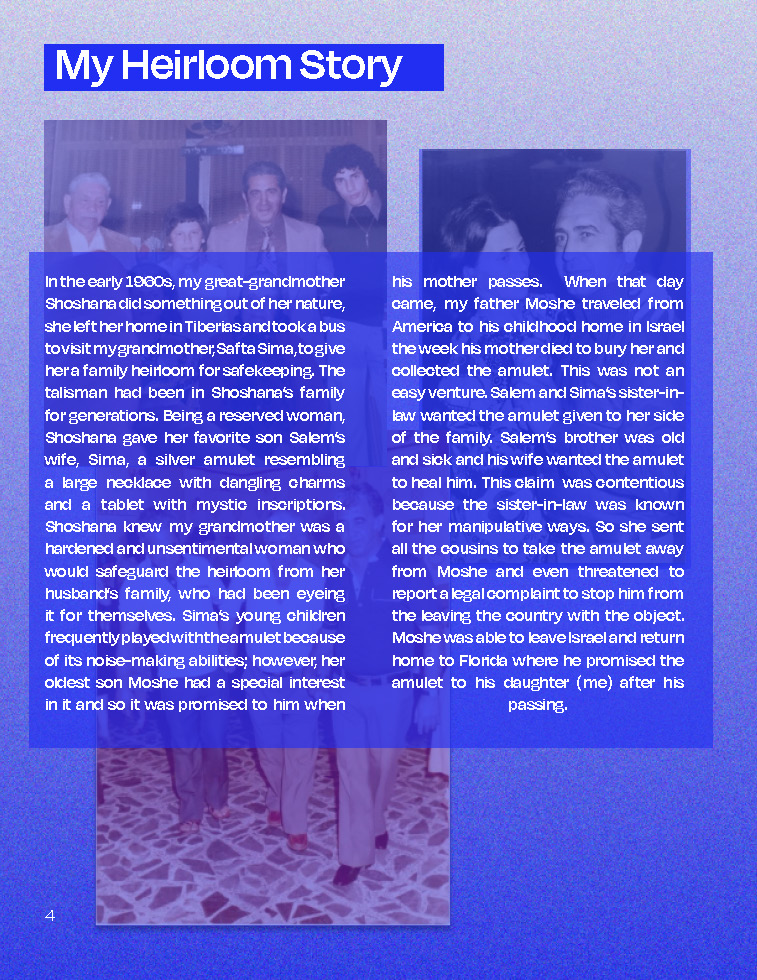 My Heirloom Story
In the early 1960s, my great-grandmother
Shoshana did something out of her nature,
she left her home in Tiberias and took a bus
to visit my grandmother, Safta Sima, to give
her a family heirloom for safekeeping. The
talisman had been in Shoshana's family
for generations. Being a reserved woman,
Shoshana gave her favorite son Salem's
wife, Sima, a silver amulet resembling
a large necklace with dangling charms
and a tablet with mystic inscriptions.
Shoshana knew my grandmother was a
hardened and unsentimental woman who
would safeguard the heirloom from her
husband's family, who had been eyeing
it for themselves. Sima's young children
frequently played with the amulet because
of its noise-making abilities; however, her
oldest son Moshe had a special interest
in it and so it was promised to him when
his mother passes. When that day
came, my father Moshe traveled from
America to his childhood home in Israel
the week his mother died to bury her and
collected the amulet. This was not an
easy venture. Salem and Sima's sister-in-
law wanted the amulet given to her side
of the family. Salem's brother was old
and sick and his wife wanted the amulet
to heal him. This claim was contentious
because the sister-in-law was known
for her manipulative ways. So she sent
all the cousins to take the amulet away
from Moshe and even threatened to
report a legal complaint to stop him from
the leaving the country with the object.
Moshe was able to leave Israel and return
home to Florida where he promised the
amulet to his daughter (me) after his
passing.
4